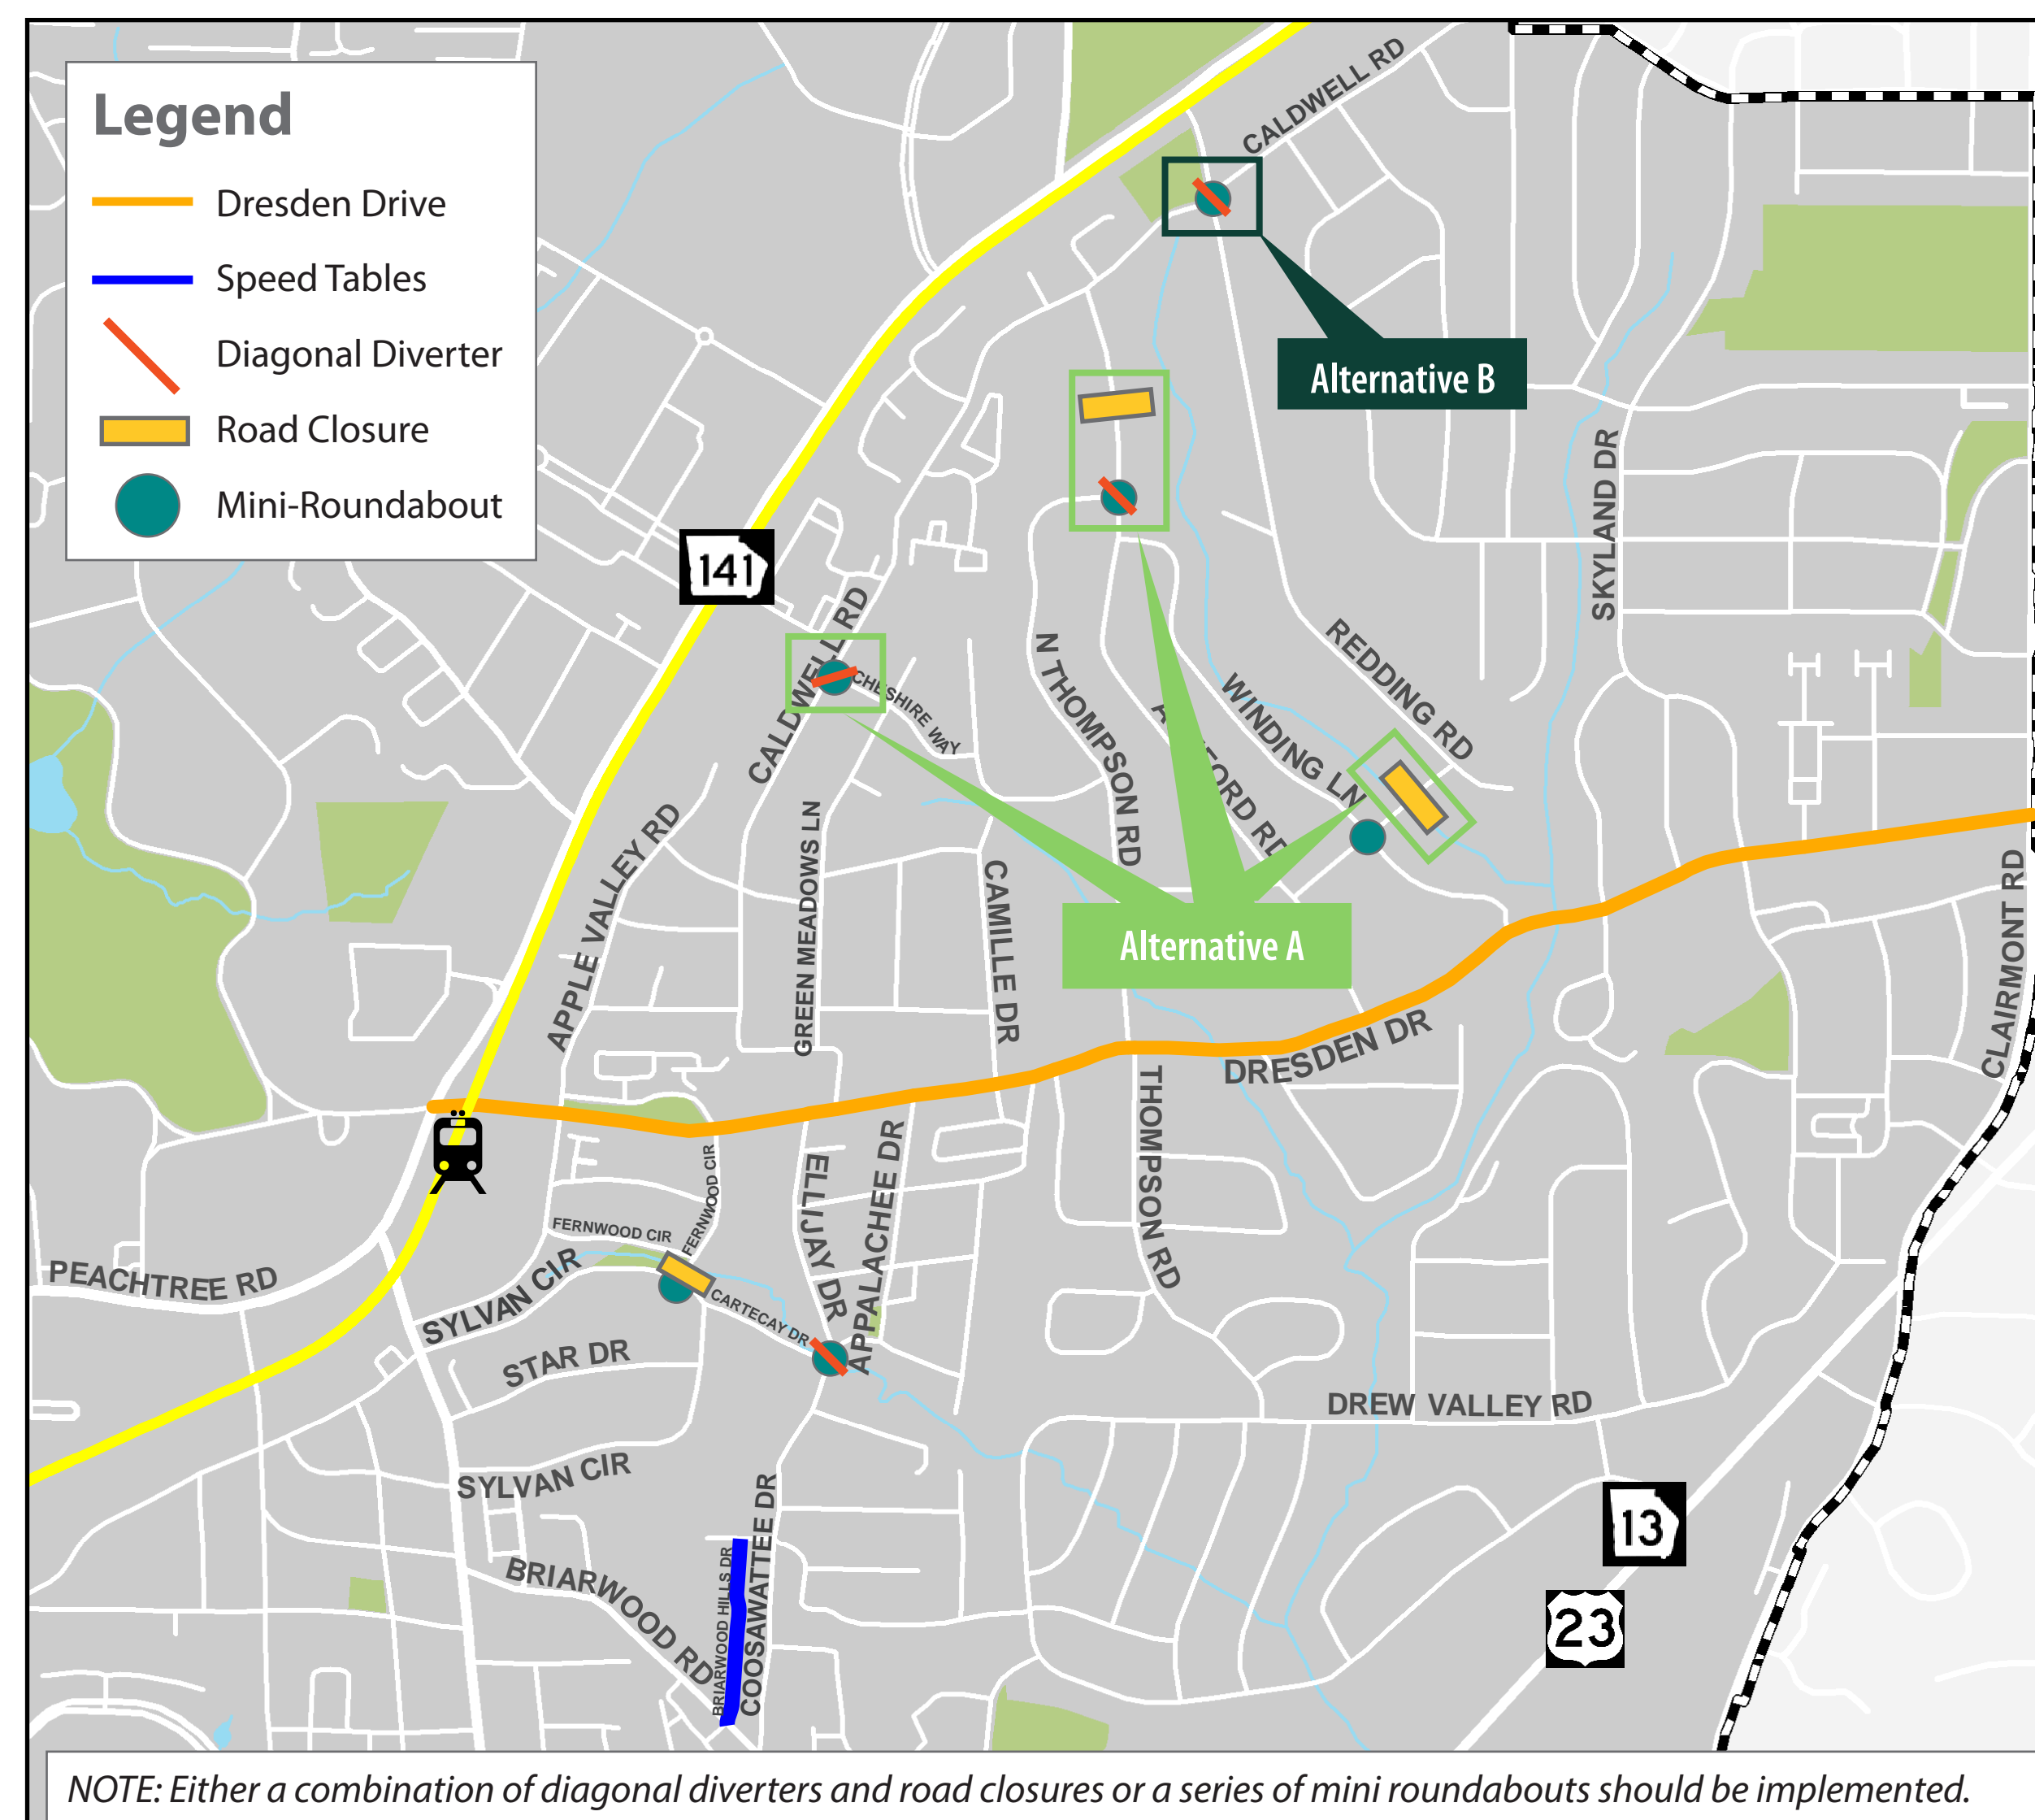 Legend
Dresden Drive
Speed Tables
Diagonal Diverter
Road Closure
Mini-Roundabout
CALDWELL RD
Alternative B
SKYLAND DR
141
CALDWELL RD
CHESHIRE WAY
N THOMPSON RD
WINDING LN
REDDING RD
APPLE VALLEY RD
GREEN MEADOWS LN
CAMILLE DR
Alternative A
CLAIRMONT RD
DRESDEN DR
THOMPSON RD
FERNWOOD CIR
FERNWOOD CIR
ELLIJAY DR
APPALACHEE DR
PEACHTREE RD
SYLVAN CIR
CARTECAY DR
STAR DR
DREW VALLEY RD
SYLVAN CIR
BRIARWOOD RD
BRIARWOOD HILLS DR
COOSAWATTEE DR
13
23
NOTE: Either a combination of diagonal diverters and road closures or a series of mini roundabouts should be implemented.